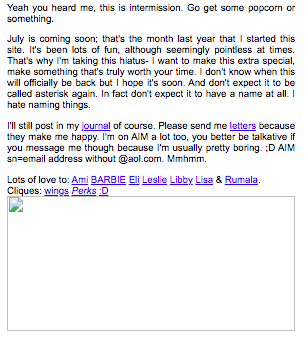 Yeah you heard me, this is intermission. Go get some popcorn or
something.
July is coming soon; that's the month last year that I started this
site. It's been lots of fun, although seemingly pointless at times.
That's why I'm taking this hiatus- I want to make this extra special,
make something that's truly worth your time. I don't know when this
will officially be back but I hope it's soon. And don't expect it to be
called asterisk again. In fact don't expect it to have a name at all. I
hate naming things.
I'll still post in my journal of course. Please send me letters because
they make me happy. I'm on AIM a lot too, you better be talkative if
you message me though because I'm usually pretty boring. ;D AIM
sn=email address without @aol.com. Mmhmm.
Lots of love to: Ami BARBIE Eli Leslie Libby Lisa & Rumala.
Cliques: wings Perks :D